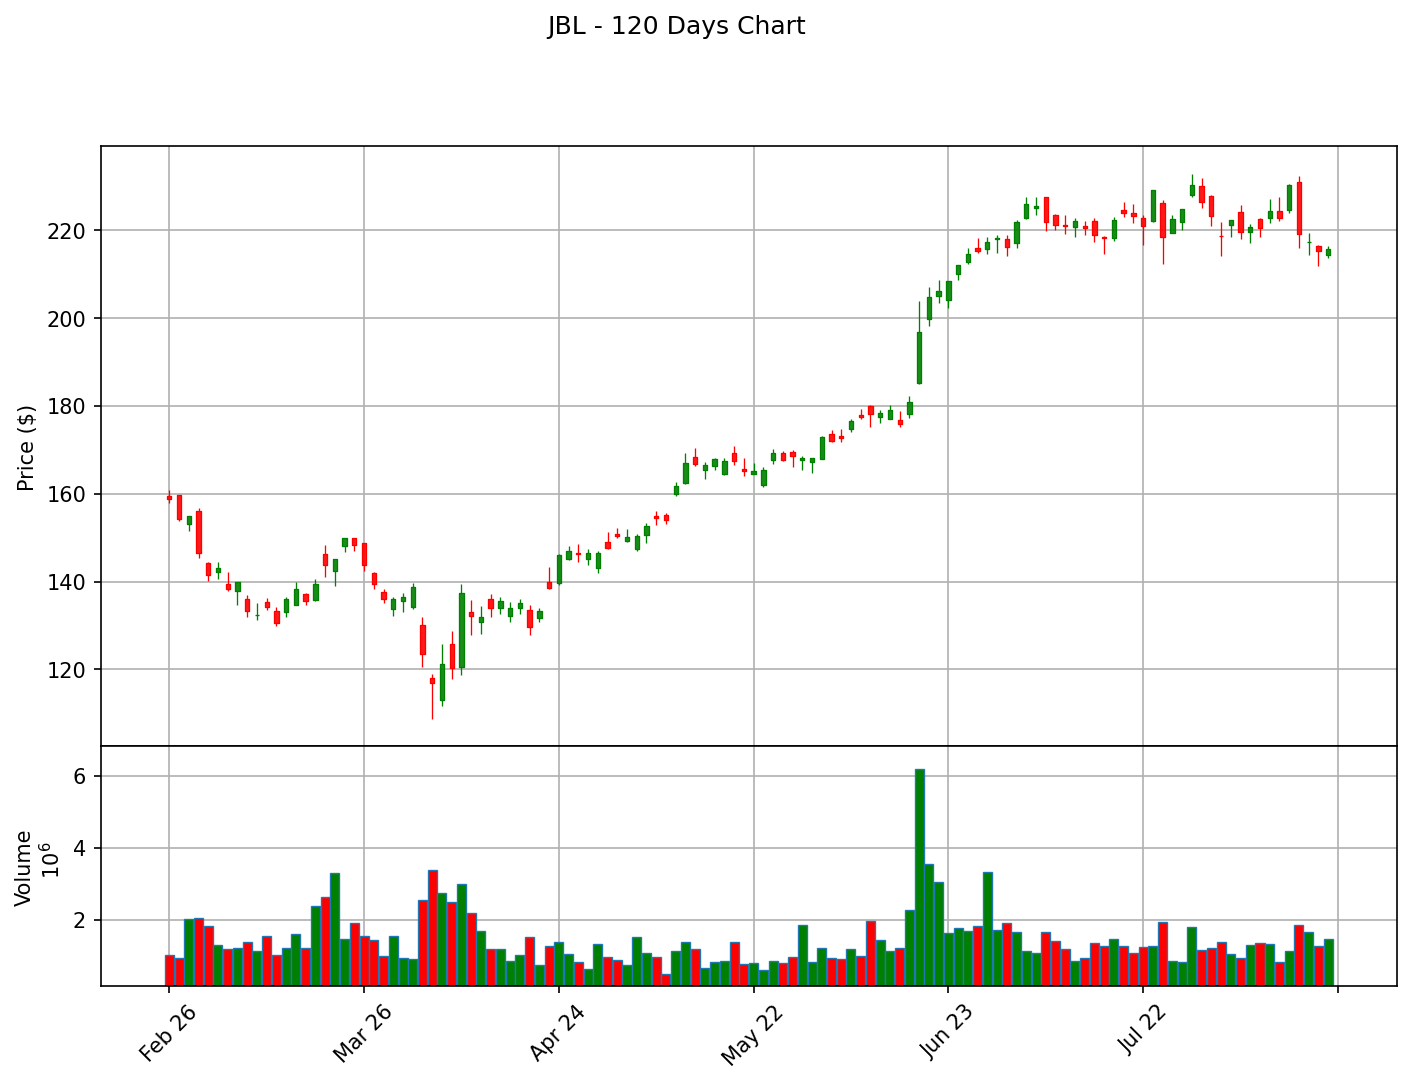 JBL - 120 Days Chart
Price ($)
220
200
180
160
140
120
Volume
10^6
6
4
2
Feb 26
Mar 26
Apr 24
May 22
Jun 23
Jul 22